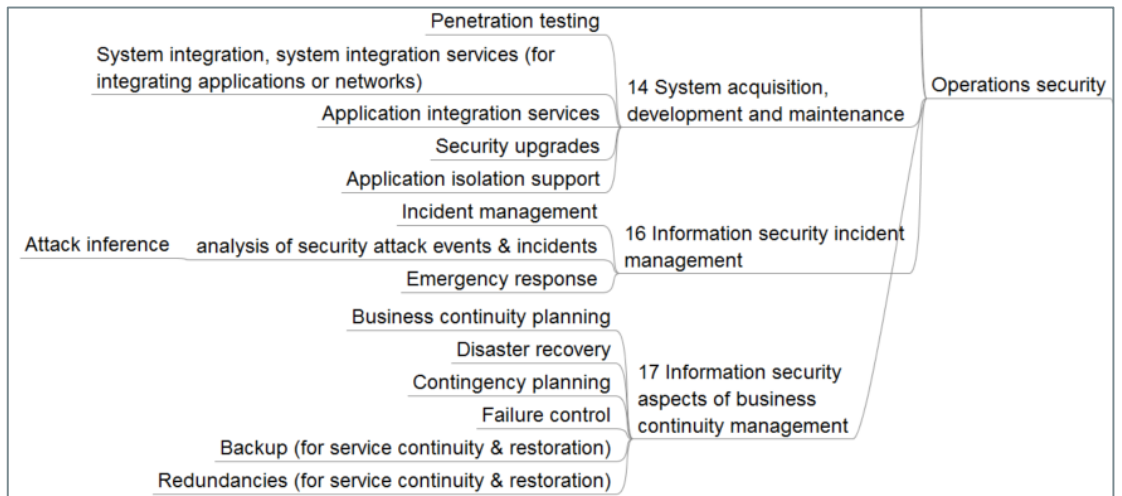 Penetration testing
System integration, system integration services (for
integrating applications or networks)
Application integration services
Security upgrades
Application isolation support
14 System acquisition,
development and maintenance
Operations security
Incident management
Attack inference
analysis of security attack events & incidents
Emergency response
16 Information security incident
management
Business continuity planning
Disaster recovery
Contingency planning
Failure control
Backup (for service continuity & restoration)
Redundancies (for service continuity & restoration)
17 Information security
aspects of business
continuity management